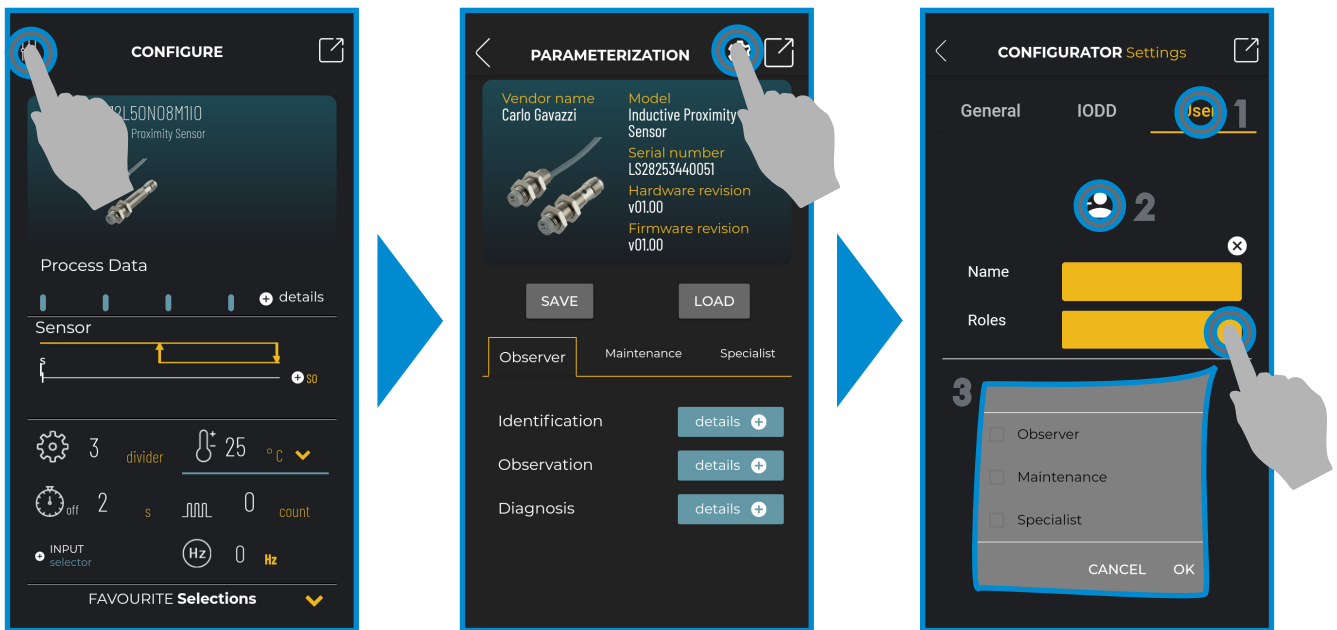 CONFIGURE
12L50N08M1IO
Proximity Sensor
Process Data
details
Sensor
s
SO
3 divider
25 °C
off 2 s
0 count
INPUT
selector
Hz 0 Hz
FAVOURITE Selections
PARAMETERIZATION
Vendor name
Carlo Gavazzi
Model
Inductive Proximity
Sensor
Serial number
LS28253440051
Hardware revision
v01.00
Firmware revision
v01.00
SAVE LOAD
Observer Maintenance Specialist
Identification details
Observation details
Diagnosis details
CONFIGURATOR Settings
General IODD User 1
2
Name
Roles
3
Observer
Maintenance
Specialist
CANCEL OK